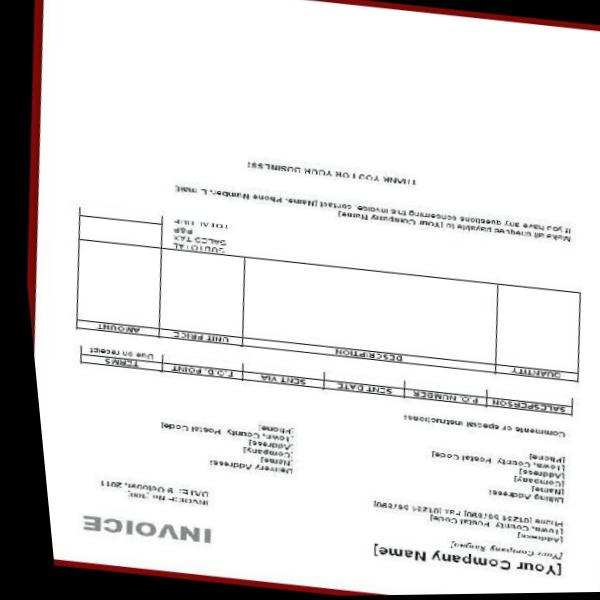 [Your Company Name]
INVOICE
[Your Company Slogan]
[Address]
[Town, County Postal Code]
Phone [01234 567890] Fax [01234 567890]
INVOICE No. [100]
DATE: 9 October, 2011
Billing Address:
[Name]
[Company]
[Address]
[Town, County Postal Code]
[Phone]
Delivery Address:
[Name]
[Company]
[Town, County Postal Code]
[Phone]
Comments or special instructions:
SALESPERSON P.O. NUMBER SENT DATE SENT VIA F.O.B. POINT TERMS
Due on receipt
QUANTITY DESCRIPTION UNIT PRICE AMOUNT
SUBTOTAL
SALES TAX
P&P
TOTAL DUE
Make all cheques payable to [Your Company Name]
If you have any questions concerning this invoice, contact [Name, Phone Number, E-mail]
THANK YOU FOR YOUR BUSINESS!